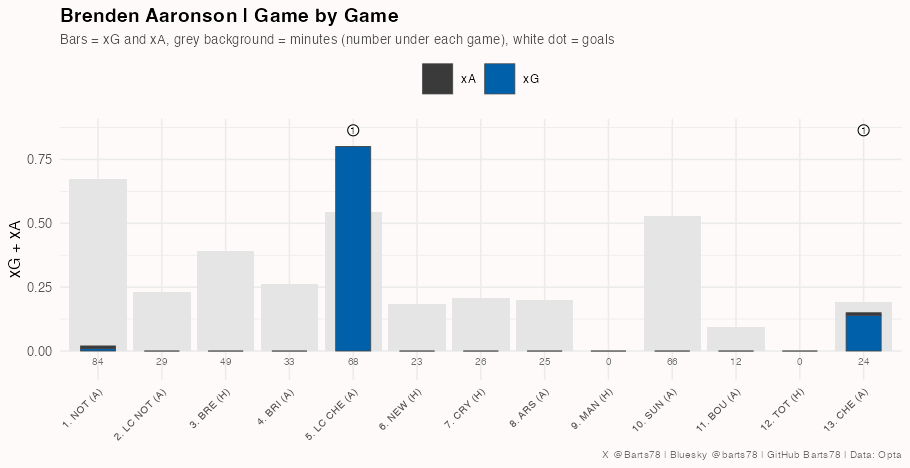 Brenden Aaronson | Game by Game
Bars = xG and xA, grey background = minutes (number under each game), white dot = goals
xA xG
1 1
xG + xA
0.75
0.50
0.25
0.00
84 29 49 33 68 23 26 25 0 66 12 0 24
1. NOT (A) 2. LC NOT (A) 3. BRE (H) 4. BRI (A) 5. LC CHE (A) 6. NEW (H) 7. CRY (H) 8. ARS (A) 9. MAN (H) 10. SUN (A) 11. BOU (A) 12. TOT (H) 13. CHE (A)
X @Barts78 | Bluesky @barts78 | GitHub Barts78 | Data: Opta